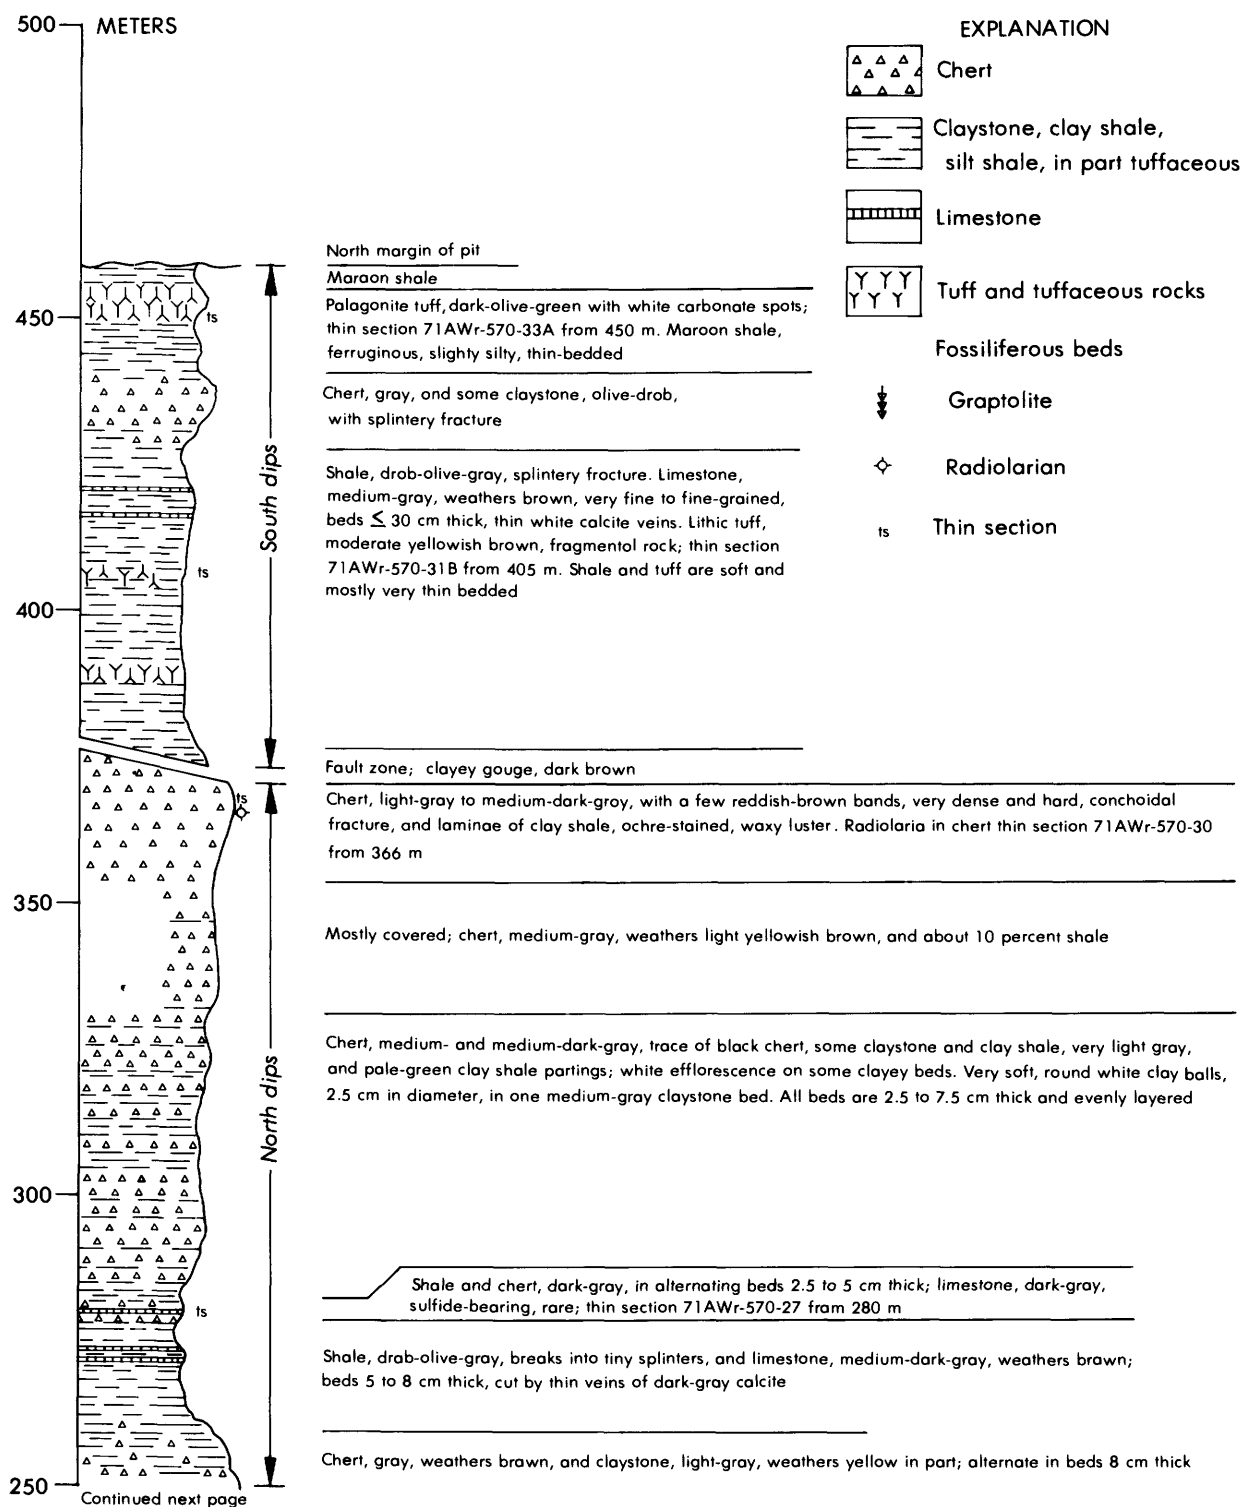 500
METERS
EXPLANATION
Chert
Claystone, clay shale,
silt shale, in part tuffaceous
Limestone
Tuff and tuffaceous rocks
Fossiliferous beds
Graptolite
Radiolarian
ts Thin section
North margin of pit
Maraon shale
450
ts
Palagonite tuff, dark-olive-green with white carbonate spots;
thin section 71AWr-570-33A from 450 m. Maroon shale,
ferruginous, slighty silty, thin-bedded
Chert, gray, ond some claystone, olive-drob,
with splintery fracture
South dips
Shale, drob-olive-gray, splintery frocture. Limestone,
medium-gray, weathers brown, very fine to fine-grained,
beds ≤ 30 cm thick, thin white calcite veins. Lithic tuff,
moderate yellowish brown, fragmentol rock; thin section
71AWr-570-31B from 405 m. Shale and tuff are soft and
mostly very thin bedded
ts
400
Fault zone; clayey gouge, dark brown
ts
Chert, light-gray to medium-dark-groy, with a few reddish-brown bands, very dense and hard, conchoidal
fracture, and laminae of clay shale, ochre-stained, waxy luster. Radiolaria in chert thin section 71AWr-570-30
from 366 m
350
Mostly covered; chert, medium-gray, weathers light yellowish brown, and about 10 percent shale
North dips
Chert, medium- and medium-dark-gray, trace of black chert, some claystone and clay shale, very light gray,
and pale-green clay shale partings; white efflorescence on some clayey beds. Very soft, round white clay balls,
2.5 cm in diameter, in one medium-gray claystone bed. All beds are 2.5 to 7.5 cm thick and evenly layered
300
ts
Shale and chert, dark-gray, in alternating beds 2.5 to 5 cm thick; limestone, dark-gray,
sulfide-bearing, rare; thin section 71AWr-570-27 fram 280 m
Shale, drab-olive-gray, breaks into tiny splinters, and limestone, medium-dark-gray, weathers brawn;
beds 5 to 8 cm thick, cut by thin veins of dark-gray calcite
Chert, gray, weathers brawn, and claystone, light-gray, weathers yellow in part; alternate in beds 8 cm thick
250
Continued next page